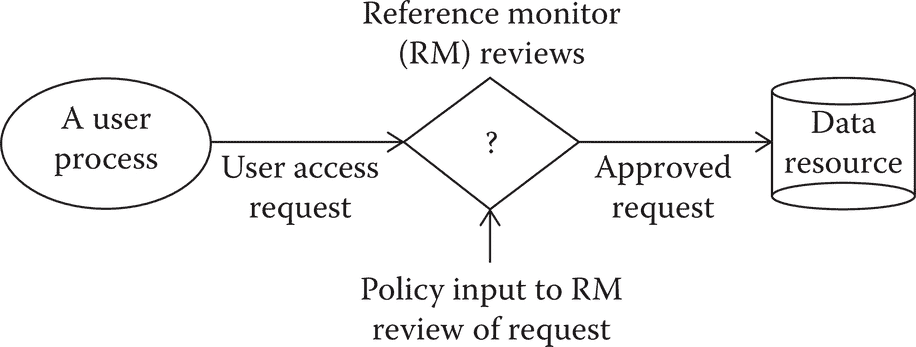 Reference monitor
(RM) reviews
A user
process
User access
request
?
Approved
request
Data
resource
Policy input to RM
review of request